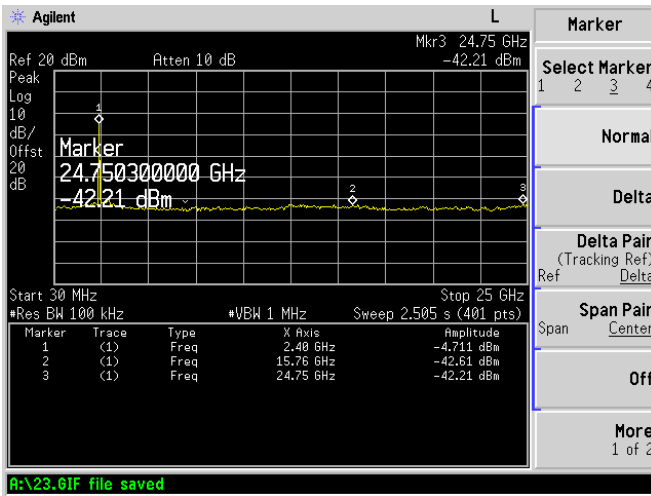 Agilent L
Mkr3 24.75 GHz
Ref 20 dBm Atten 10 dB -42.21 dBm
Peak
Log
10
dB/
Offst
20
dB
1
2
3
Marker
24.750300000 GHz
-42.21 dBm
Start 30 MHz Stop 25 GHz
#Res BW 100 kHz #VBW 1 MHz Sweep 2.505 s (401 pts)
Marker Trace Type X Axis Amplitude
1 (1) Freq 2.40 GHz -4.711 dBm
2 (1) Freq 15.76 GHz -42.61 dBm
3 (1) Freq 24.75 GHz -42.21 dBm
A:\23.GIF file saved
Marker
Select Marker
1 2 3 4
Normal
Delta
Delta Pair
(Tracking Ref)
Ref Delta
Span Pair
Span Center
Off
More
1 of 2